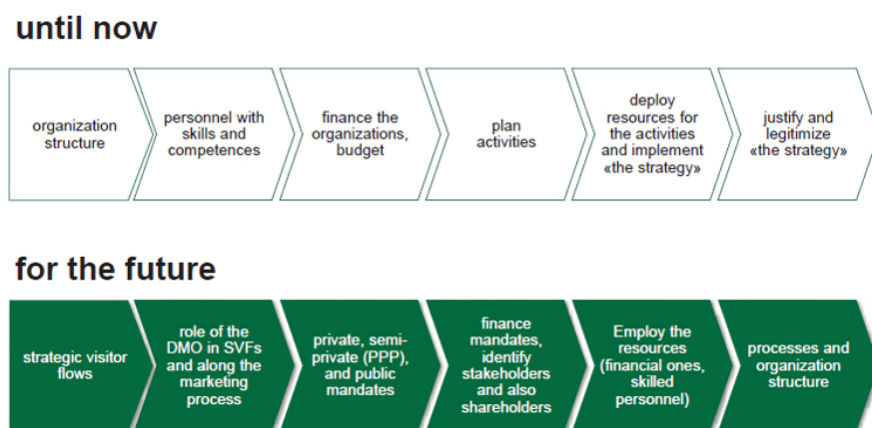 until now
organization
structure
personnel with
skills and
competences
finance the
organizations,
budget
plan
activities
deploy
resources for
the activities
and implement
«the strategy»
justify and
legitimize
«the strategy»
for the future
strategic visitor
flows
role of the
DMO in SVFs
and along the
marketing
process
private, semi-
private (PPP),
and public
mandates
finance
mandates,
identify
stakeholders
and also
shareholders
Employ the
resources
(financial ones,
skilled
personnel)
processes and
organization
structure